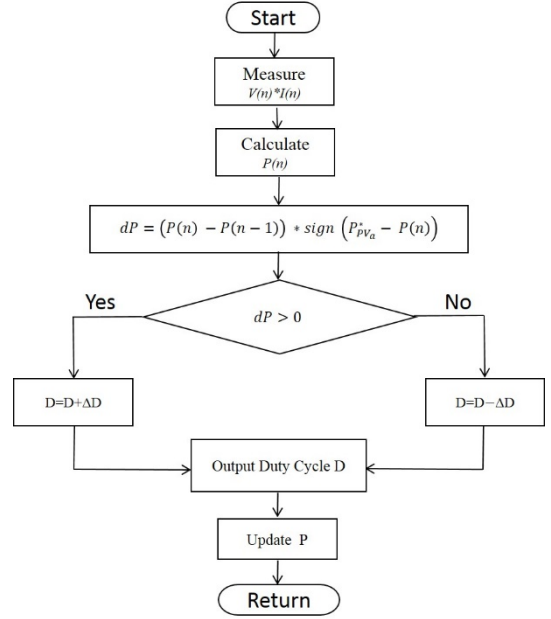 Start
Measure
V(n)*I(n)
Calculate
P(n)
dP = (P(n) − P(n − 1)) * sign (P*PVa − P(n))
Yes
dP > 0
No
D=D+ΔD
D=D−ΔD
Output Duty Cycle D
Update P
Return